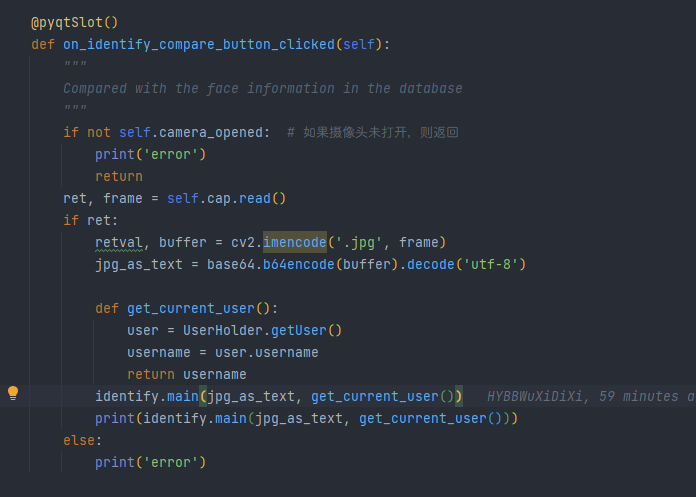 @pyqtSlot()
def on_identify_compare_button_clicked(self):
    """
    Compared with the face information in the database
    """
    if not self.camera_opened:  # 如果摄像头未打开，则返回
        print('error')
        return
    ret, frame = self.cap.read()
    if ret:
        retval, buffer = cv2.imencode('.jpg', frame)
        jpg_as_text = base64.b64encode(buffer).decode('utf-8')
        def get_current_user():
            user = UserHolder.getUser()
            username = user.username
            return username
        identify.main(jpg_as_text, get_current_user())    HYBBWuXiDiXi, 59 minutes a
        print(identify.main(jpg_as_text, get_current_user()))
    else:
        print('error')